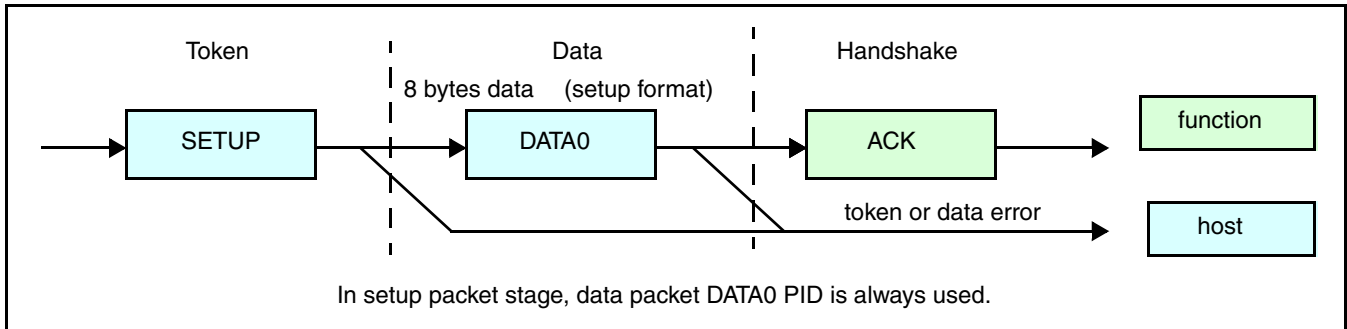 Token
Data
Handshake
8 bytes data (setup format)
SETUP
DATA0
ACK
function
token or data error
host
In setup packet stage, data packet DATA0 PID is always used.